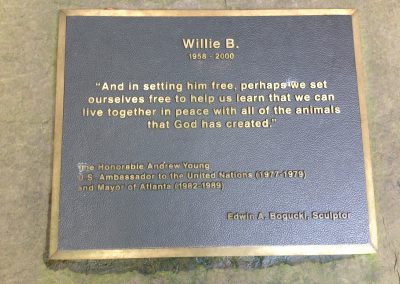 Willie B.
1958 - 2000
"And in setting him free, perhaps we set
ourselves free to help us learn that we can
live together in peace with all of the animals
that God has created."
The Honorable Andrew Young
U.S. Ambassador to the United Nations (1977-1979)
and Mayor of Atlanta (1982-1989)
Edwin A. Bogucki, Sculptor